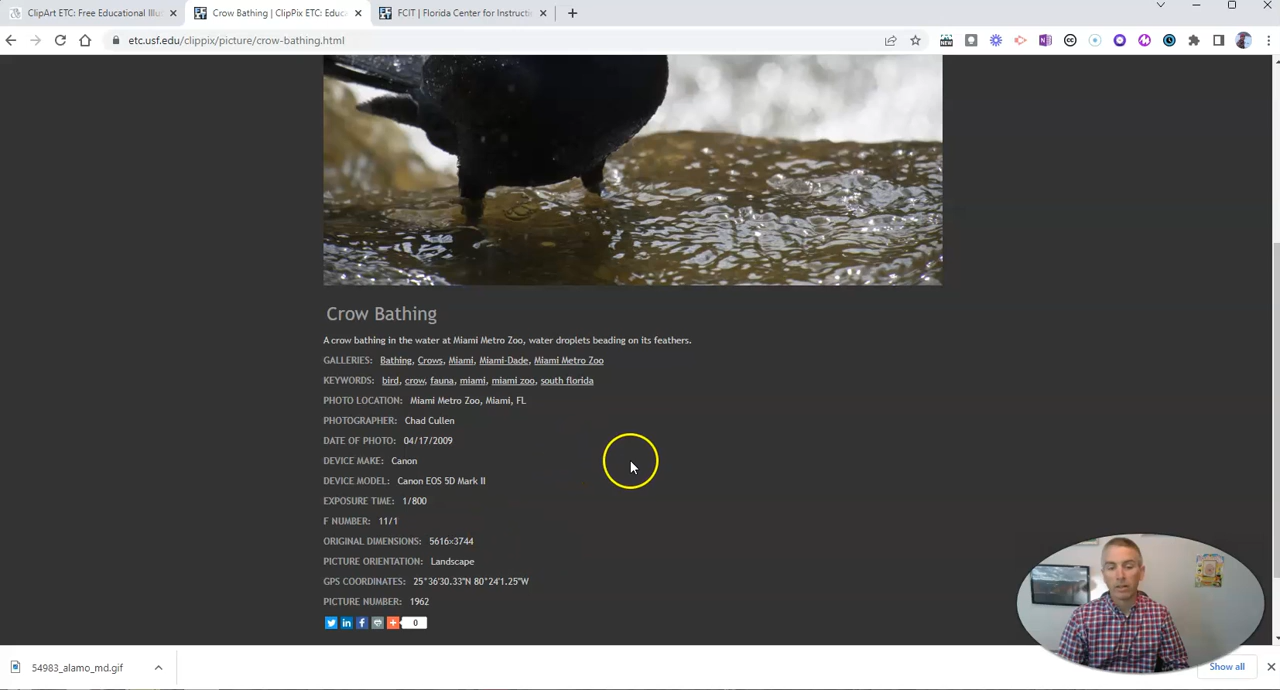 ClipArt ETC: Free Educational Illu
Crow Bathing | ClipPix ETC: Educ
FCIT | Florida Center for Instructi
etc.usf.edu/clippix/picture/crow-bathing.html
NEW
Crow Bathing
A crow bathing in the water at Miami Metro Zoo, water droplets beading on its feathers.
GALLERIES: Bathing, Crows, Miami, Miami-Dade, Miami Metro Zoo
KEYWORDS: bird, crow, fauna, miami, miami zoo, south florida
PHOTO LOCATION: Miami Metro Zoo, Miami, FL
PHOTOGRAPHER: Chad Cullen
DATE OF PHOTO: 04/17/2009
DEVICE MAKE: Canon
DEVICE MODEL: Canon EOS 5D Mark II
EXPOSURE TIME: 1/800
F NUMBER: 11/1
ORIGINAL DIMENSIONS: 5616×3744
PICTURE ORIENTATION: Landscape
GPS COORDINATES: 25°36'30.33"N 80°24'1.25"W
PICTURE NUMBER: 1962
0
54983_alamo_md.gif
Show all